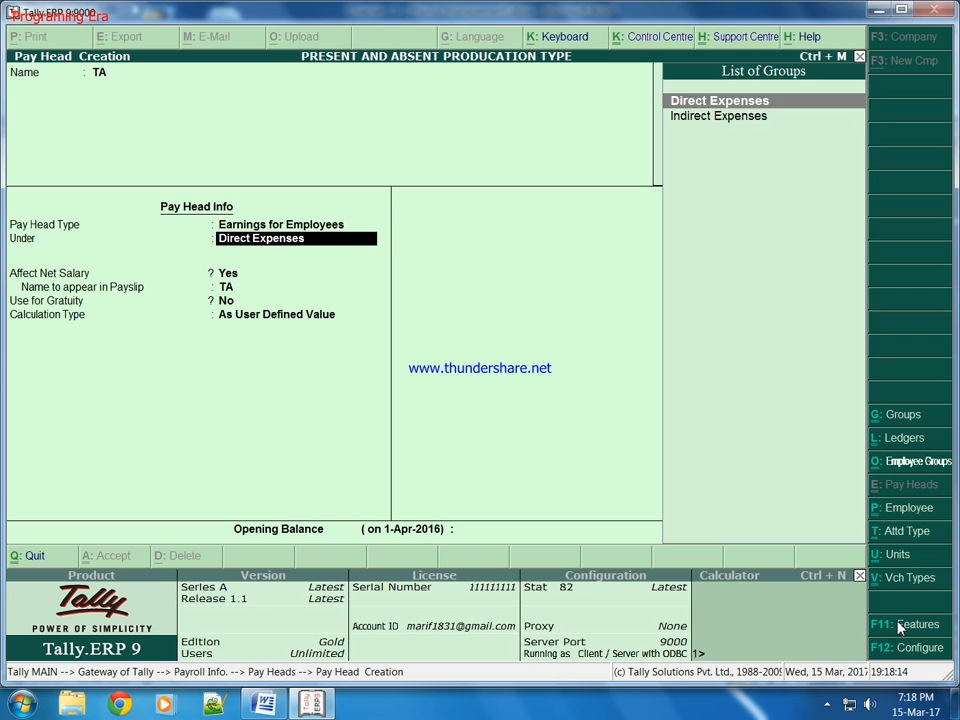 Tally.ERP 9:9000
Programing Era
P: Print
E: Export
M: E-Mail
O: Upload
G: Language
K: Keyboard
K: Control Centre
H: Support Centre
H: Help
F3: Company
F3: New Cmp
Pay Head Creation
PRESENT AND ABSENT PRODUCATION TYPE
Ctrl + M
Name : TA
List of Groups
Direct Expenses
Indirect Expenses
Pay Head Info
Pay Head Type : Earnings for Employees
Under : Direct Expenses
Affect Net Salary ? Yes
Name to appear in Payslip : TA
Use for Gratuity ? No
Calculation Type : As User Defined Value
www.thundershare.net
Opening Balance ( on 1-Apr-2016) :
G: Groups
L: Ledgers
O: Employee Groups
E: Pay Heads
P: Employee
T: Attd Type
U: Units
V: Vch Types
F11: Features
F12: Configure
Q: Quit
A: Accept
D: Delete
Product
Tally
POWER OF SIMPLICITY
Tally.ERP 9
Version
Series A Latest
Release 1.1 Latest
Edition Gold
Users Unlimited
License
Serial Number 111111111
Account ID marif1831@gmail.com
Configuration
Stat 82 Latest
Proxy None
Server Port 9000
Running as Client / Server with ODBC
Calculator Ctrl + N
1>
Tally MAIN --> Gateway of Tally --> Payroll Info. --> Pay Heads --> Pay Head Creation
(c) Tally Solutions Pvt. Ltd., 1988-2009
Wed, 15 Mar, 2017
19:18:14
7:18 PM
15-Mar-17